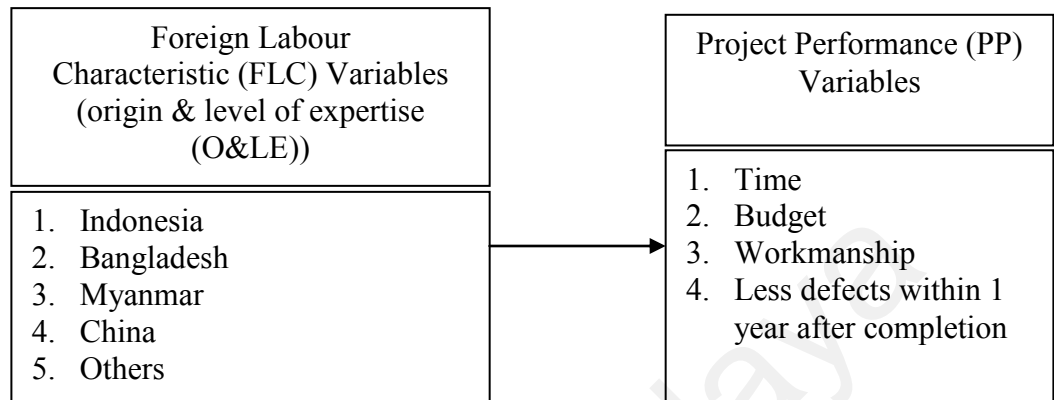 Foreign Labour
Characteristic (FLC) Variables
(origin & level of expertise
(O&LE))
1. Indonesia
2. Bangladesh
3. Myanmar
4. China
5. Others
Project Performance (PP)
Variables
1. Time
2. Budget
3. Workmanship
4. Less defects within 1
year after completion